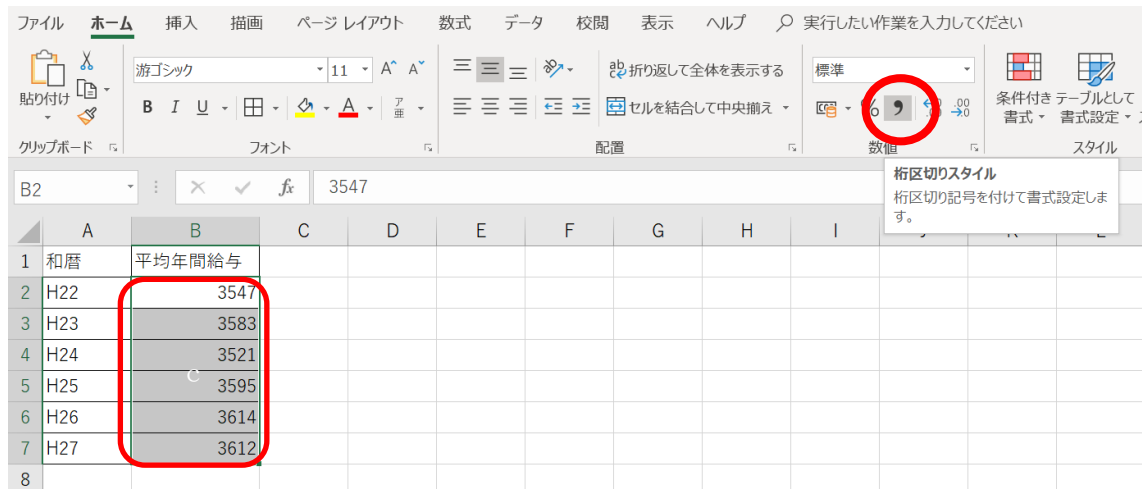 ファイル ホーム 挿入 描画 ページ レイアウト 数式 データ 校閲 表示 ヘルプ 実行したい作業を入力してください
貼り付け
クリップボード
游ゴシック 11 A A
B I U A ア 亜
フォント
ab 折り返して全体を表示する
セルを結合して中央揃え
配置
標準
% , .00 .00 →.0
数値
条件付き書式
テーブルとして書式設定
スタイル
桁区切りスタイル
桁区切り記号を付けて書式設定しま
す。
B2 fx 3547
A B C D E F G H I
1 和暦 平均年間給与
2 H22 3547
3 H23 3583
4 H24 3521
C
5 H25 3595
6 H26 3614
7 H27 3612
8